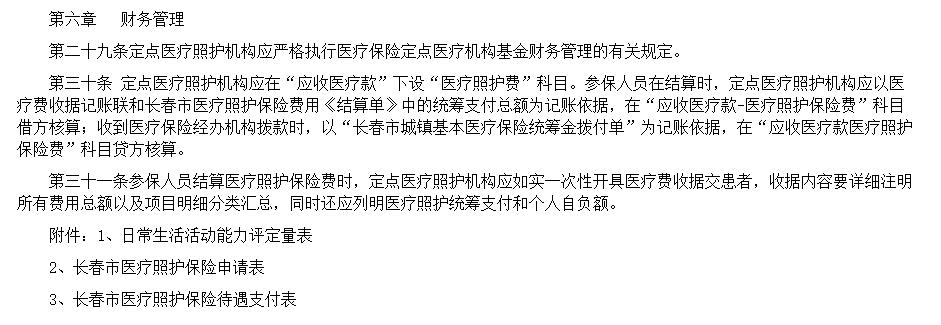 第六章 财务管理
第二十九条定点医疗照护机构应严格执行医疗保险定点医疗机构基金财务管理的有关规定。
第三十条 定点医疗照护机构应在“应收医疗款”下设“医疗照护费”科目。参保人员在结算时，定点医疗照护机构应以医
疗费收据记账联和长春市医疗照护保险费用《结算单》中的统筹支付总额为记账依据，在“应收医疗款-医疗照护保险费”科目
借方核算；收到医疗保险经办机构拨款时，以“长春市城镇基本医疗保险统筹金拨付单”为记账依据，在“应收医疗款医疗照护
保险费”科目贷方核算。
第三十一条参保人员结算医疗照护保险费时，定点医疗照护机构应如实一次性开具医疗费收据交患者，收据内容要详细注明
所有费用总额以及项目明细分类汇总，同时还应列明医疗照护统筹支付和个人自负额。
附件：1、日常生活活动能力评定量表
2、长春市医疗照护保险申请表
3、长春市医疗照护保险待遇支付表